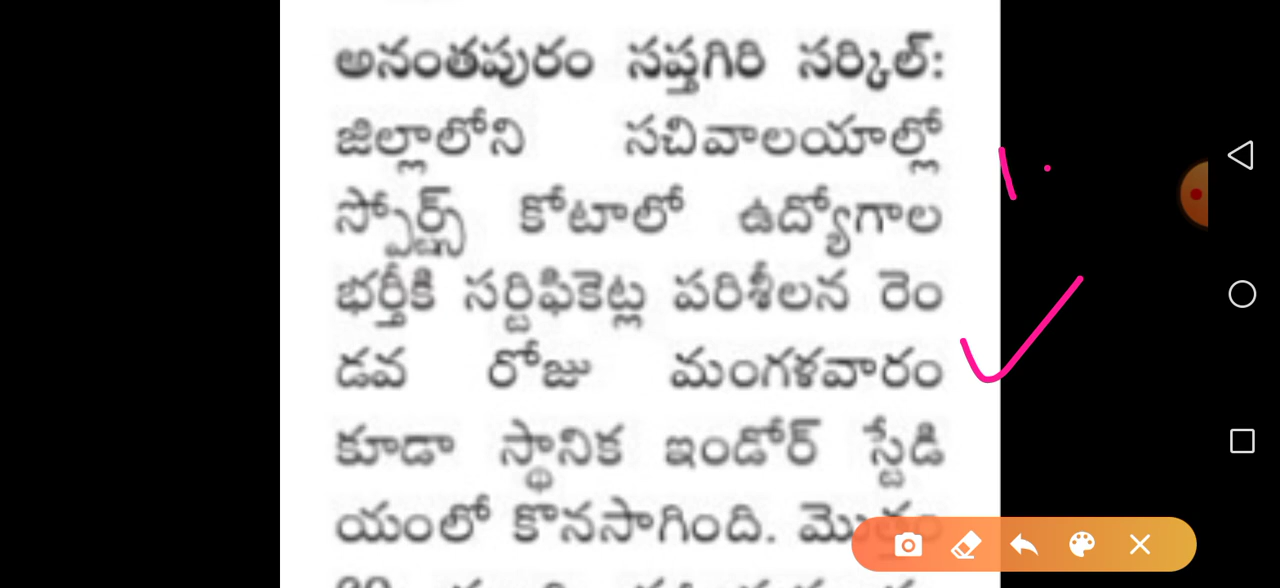 అనంతపురం సప్తగిరి సర్కిల్:
జిల్లాలోని సచివాలయాల్లో
స్పోర్ట్స్ కోటాలో ఉద్యోగాల
భర్తీకి సర్టిఫికెట్ల పరిశీలన రెం
డవ రోజు మంగళవారం
కూడా స్థానిక ఇండోర్ స్టేడి
యంలో కొనసాగింది. మొత్తం